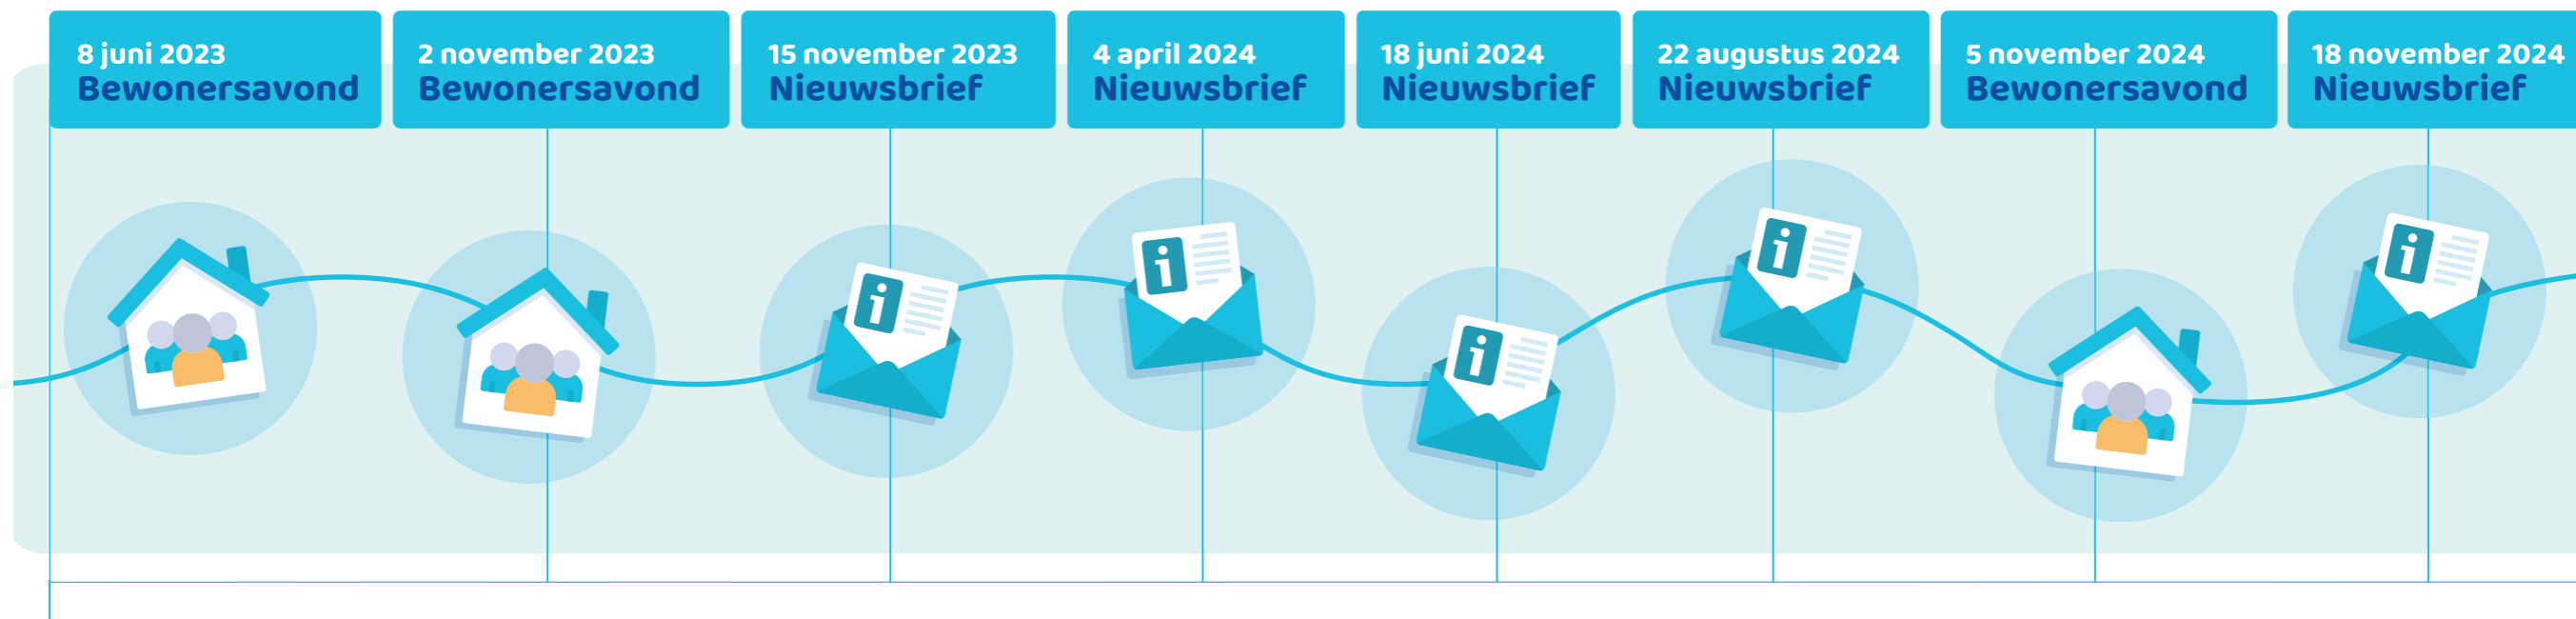 8 juni 2023
Bewonersavond
2 november 2023
Bewonersavond
15 november 2023
Nieuwsbrief
4 april 2024
Nieuwsbrief
18 juni 2024
Nieuwsbrief
22 augustus 2024
Nieuwsbrief
5 november 2024
Bewonersavond
18 november 2024
Nieuwsbrief
i
i
i
i
i